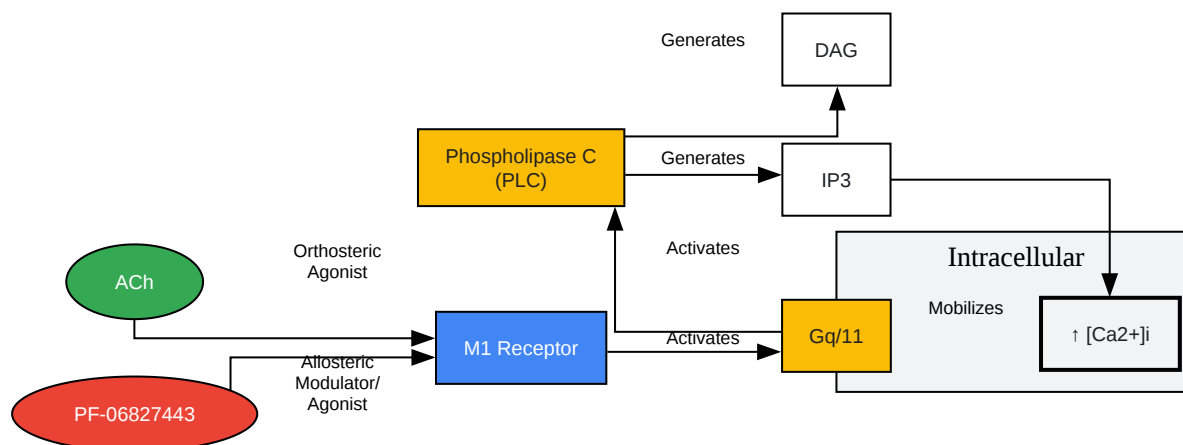 Generates
DAG
Phospholipase C
(PLC)
Generates
IP3
Orthosteric
Agonist
Activates
Intracellular
ACh
Mobilizes
M1 Receptor
Activates
Gq/11
↑ [Ca2+]i
Allosteric
Modulator/
Agonist
PF-06827443